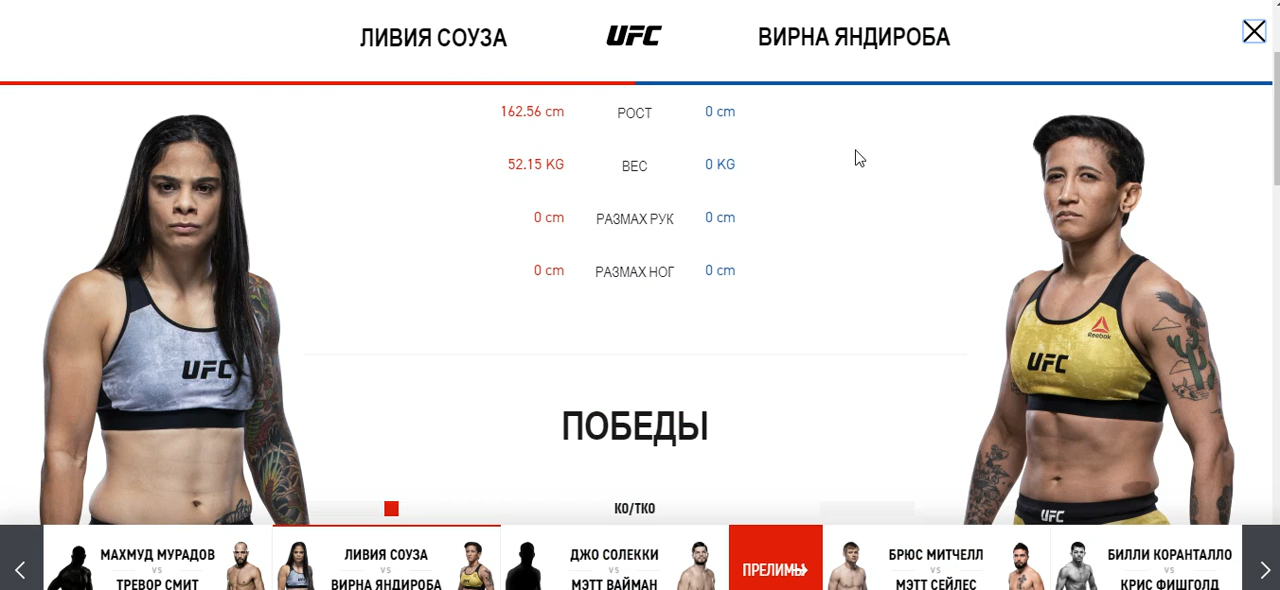 ЛИВИЯ СОУЗА UFC ВИРНА ЯНДИРОБА
162.56 cm РОСТ 0 cm
52.15 KG ВЕС 0 KG
0 cm РАЗМАХ РУК 0 cm
0 cm РАЗМАХ НОГ 0 cm
Reebok
UFC
UFC
ПОБЕДЫ
КО/ТКО
UFC
МАХМУД МУРАДОВ
VS
ТРЕВОР СМИТ
ЛИВИЯ СОУЗА
VS
ВИРНА ЯНДИРОБА
ДЖО СОЛЕККИ
VS
МЭТТ ВАЙМАН
ПРЕЛИМЫ
БРЮС МИТЧЕЛЛ
VS
МЭТТ СЕЙЛЕС
БИЛЛИ КОРАНТАЛЛО
VS
КРИС ФИШГОЛД